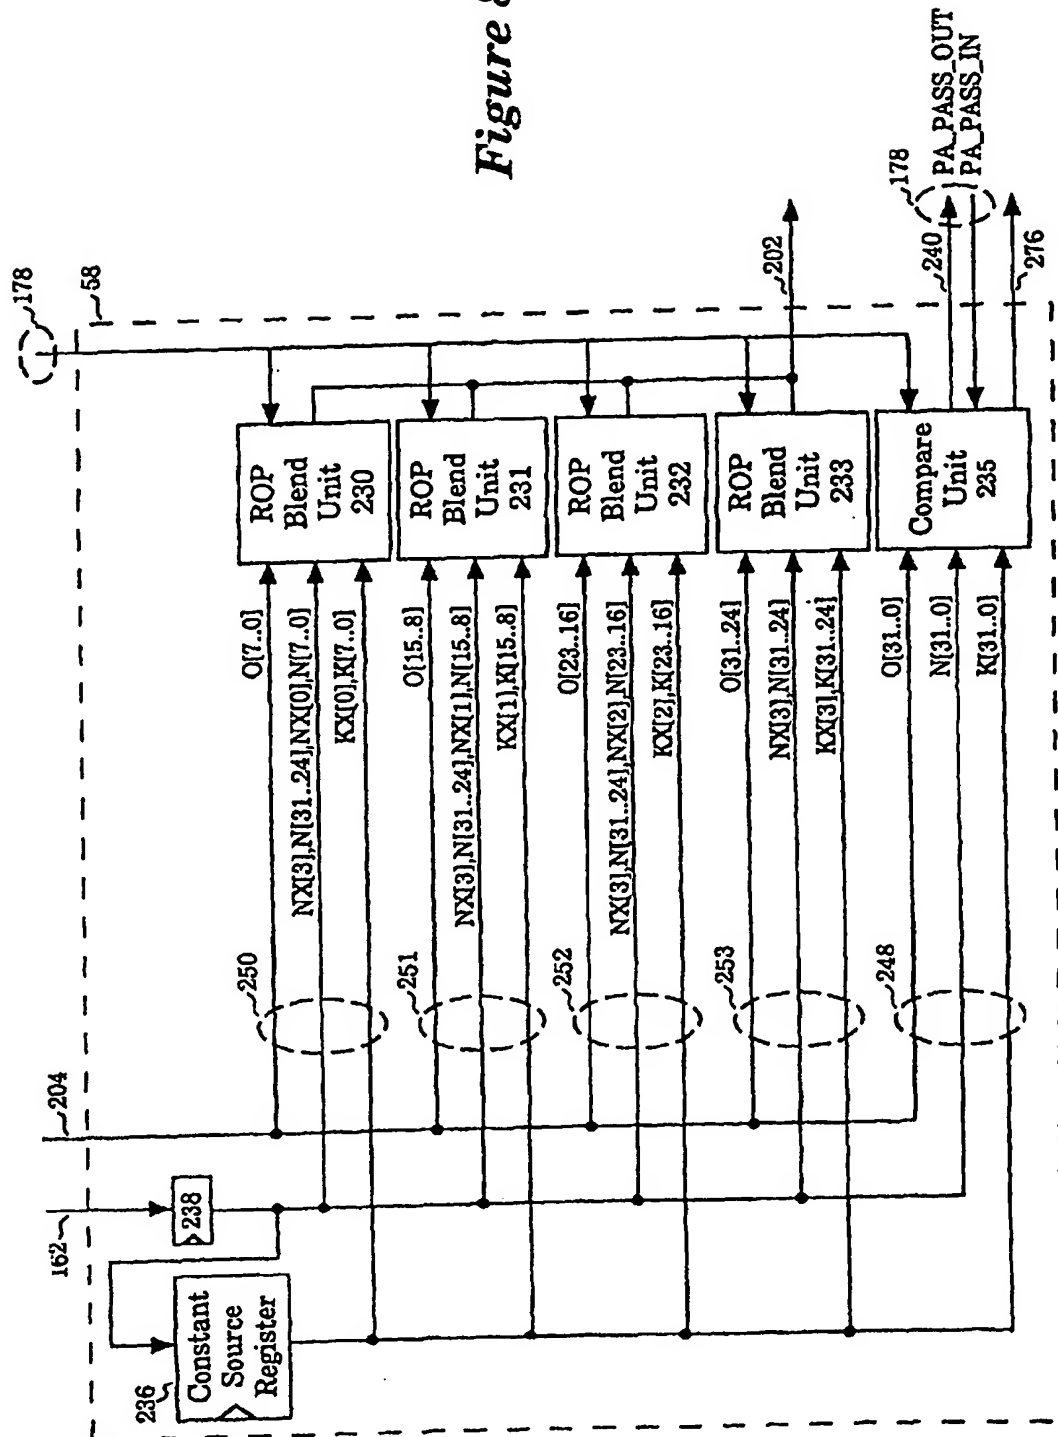 Figure 8
178
58
204
162
238
Constant
Source
Register
236
250
O[7..0]
NX[3],N[31..24],NX[0],N[7..0]
KX[0],K[7..0]
ROP
Blend
Unit
230
251
O[15..8]
NX[3],N[31..24],NX[1],N[15..8]
KX[1],K[15..8]
ROP
Blend
Unit
231
252
O[23..16]
NX[3],N[31..24],NX[2],N[23..16]
KX[2],K[23..16]
ROP
Blend
Unit
232
253
O[31..24]
NX[3],N[31..24]
KX[3],K[31..24]
ROP
Blend
Unit
233
202
248
O[31..0]
N[31..0]
K[31..0]
Compare
Unit
235
240
178
PA_PASS_OUT
PA_PASS_IN
276